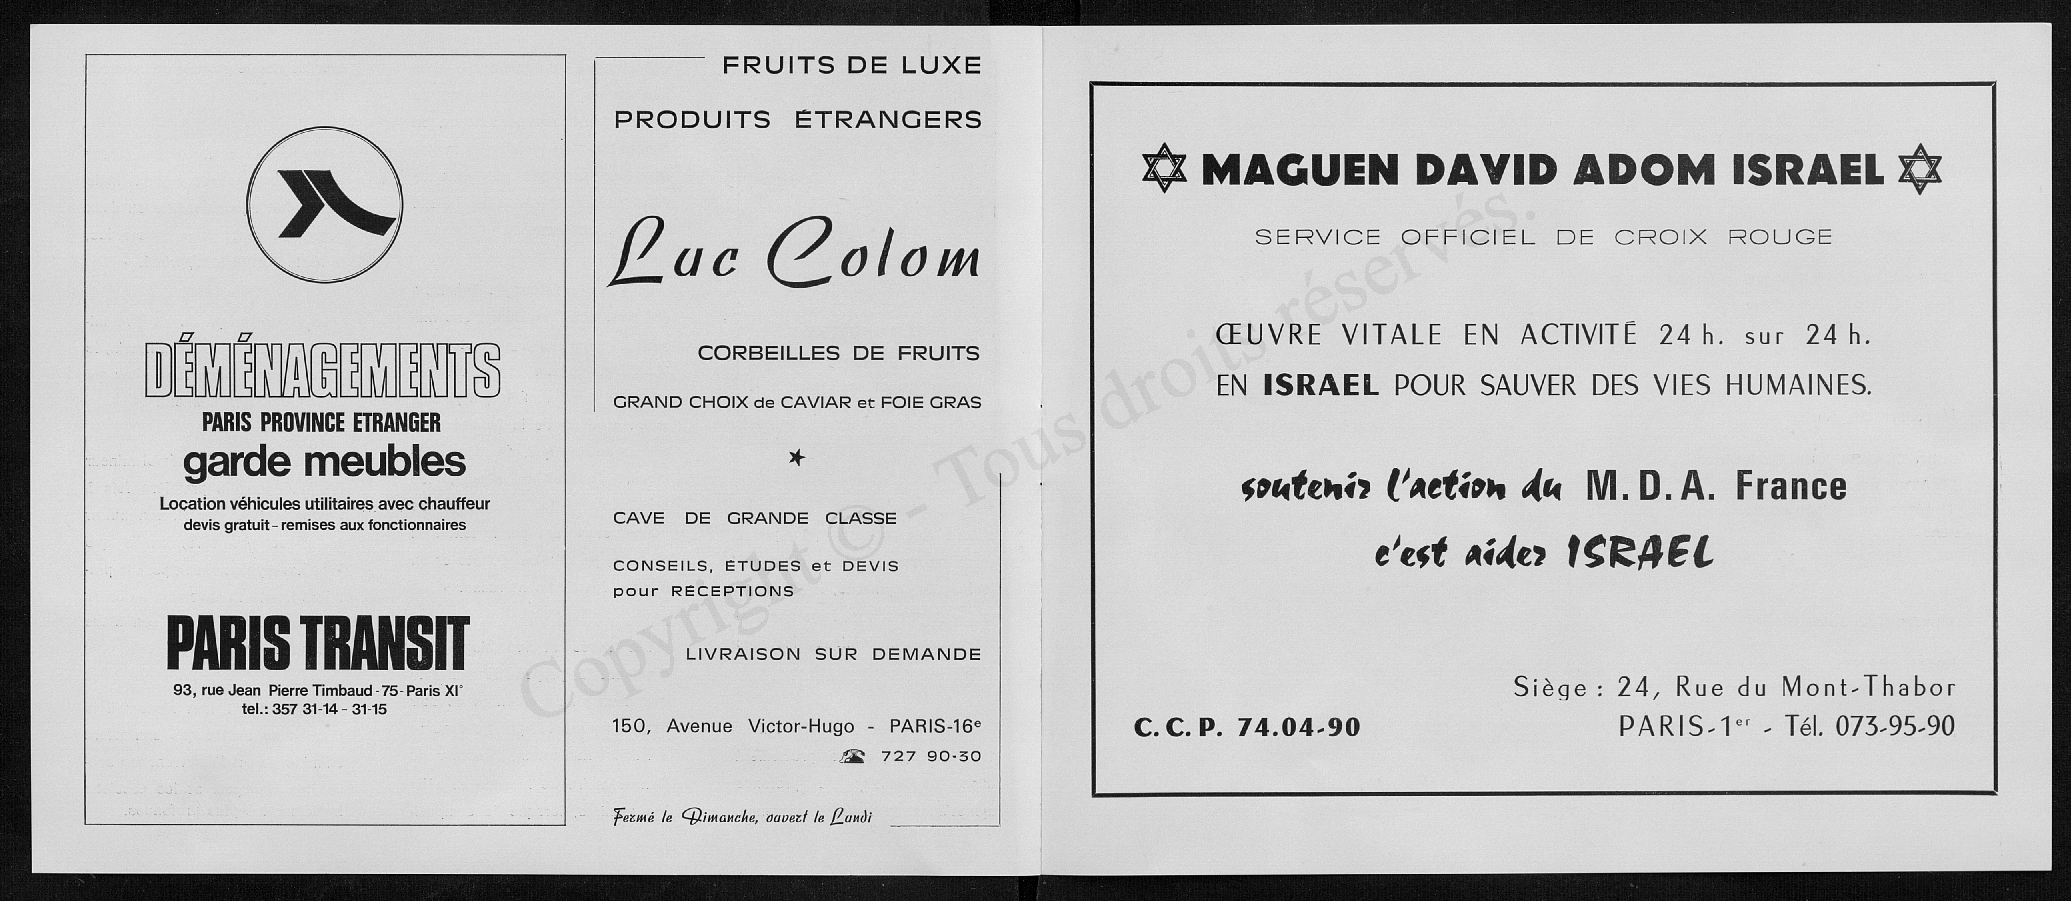 DÉMÉNAGEMENTS
PARIS PROVINCE ETRANGER
garde meubles
Location véhicules utilitaires avec chauffeur
devis gratuit - remises aux fonctionnaires
PARIS TRANSIT
93, rue Jean Pierre Timbaud - 75 - Paris XI°
tel.: 357 31-14 - 31-15
FRUITS DE LUXE
PRODUITS ÉTRANGERS
Luc Colom
CORBEILLES DE FRUITS
GRAND CHOIX de CAVIAR et FOIE GRAS
CAVE DE GRANDE CLASSE
CONSEILS, ÉTUDES et DEVIS
pour RÉCEPTIONS
LIVRAISON SUR DEMANDE
150, Avenue Victor-Hugo - PARIS-16e
☎ 727 90-30
Fermé le Dimanche, ouvert le Lundi
✡ MAGUEN DAVID ADOM ISRAEL ✡
SERVICE OFFICIEL DE CROIX ROUGE
ŒUVRE VITALE EN ACTIVITÉ 24 h. sur 24 h.
EN ISRAEL POUR SAUVER DES VIES HUMAINES.
soutenir l'action du M.D.A. France
c'est aider ISRAEL
Siège : 24, Rue du Mont-Thabor
C.C.P. 74.04-90
PARIS-1er - Tél. 073-95-90
Copyright © - Tous droits réservés.